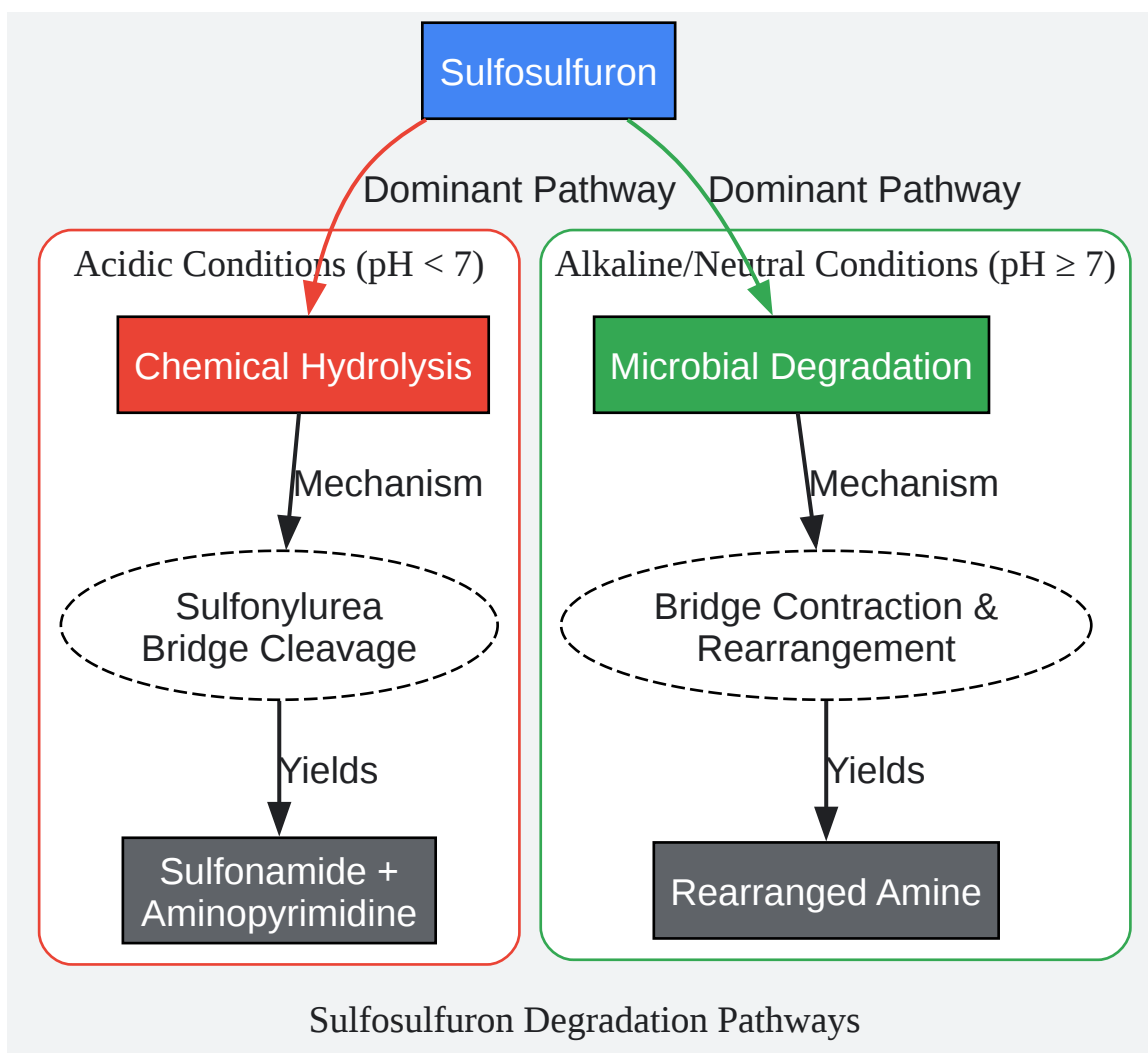 Sulfosulfuron
Dominant Pathway
Dominant Pathway
Acidic Conditions (pH < 7)
Alkaline/Neutral Conditions (pH ≥ 7)
Chemical Hydrolysis
Microbial Degradation
Mechanism
Mechanism
Sulfonylurea
Bridge Cleavage
Bridge Contraction &
Rearrangement
Yields
Yields
Sulfonamide +
Aminopyrimidine
Rearranged Amine
Sulfosulfuron Degradation Pathways